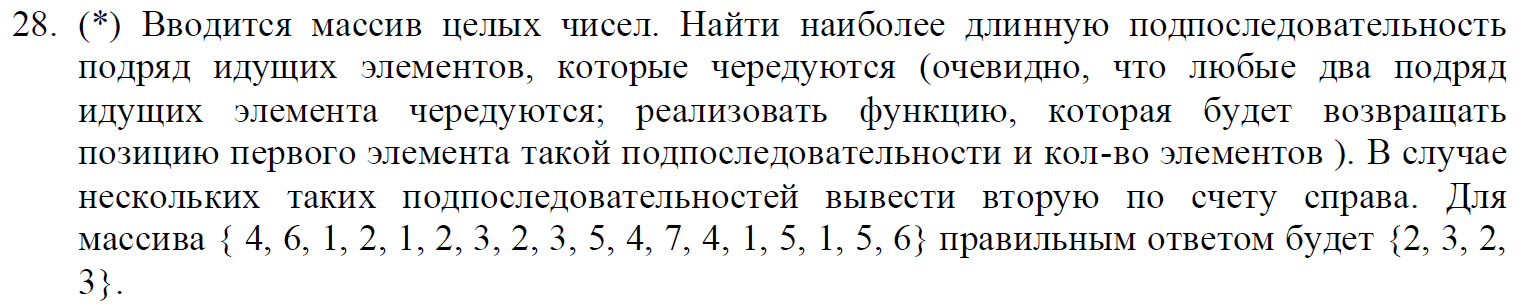 28. (*) Вводится массив целых чисел. Найти наиболее длинную подпоследовательность
подряд идущих элементов, которые чередуются (очевидно, что любые два подряд
идущих элемента чередуются; реализовать функцию, которая будет возвращать
позицию первого элемента такой подпоследовательности и кол-во элементов ). В случае
нескольких таких подпоследовательностей вывести вторую по счету справа. Для
массива { 4, 6, 1, 2, 1, 2, 3, 2, 3, 5, 4, 7, 4, 1, 5, 1, 5, 6} правильным ответом будет {2, 3, 2,
3}.